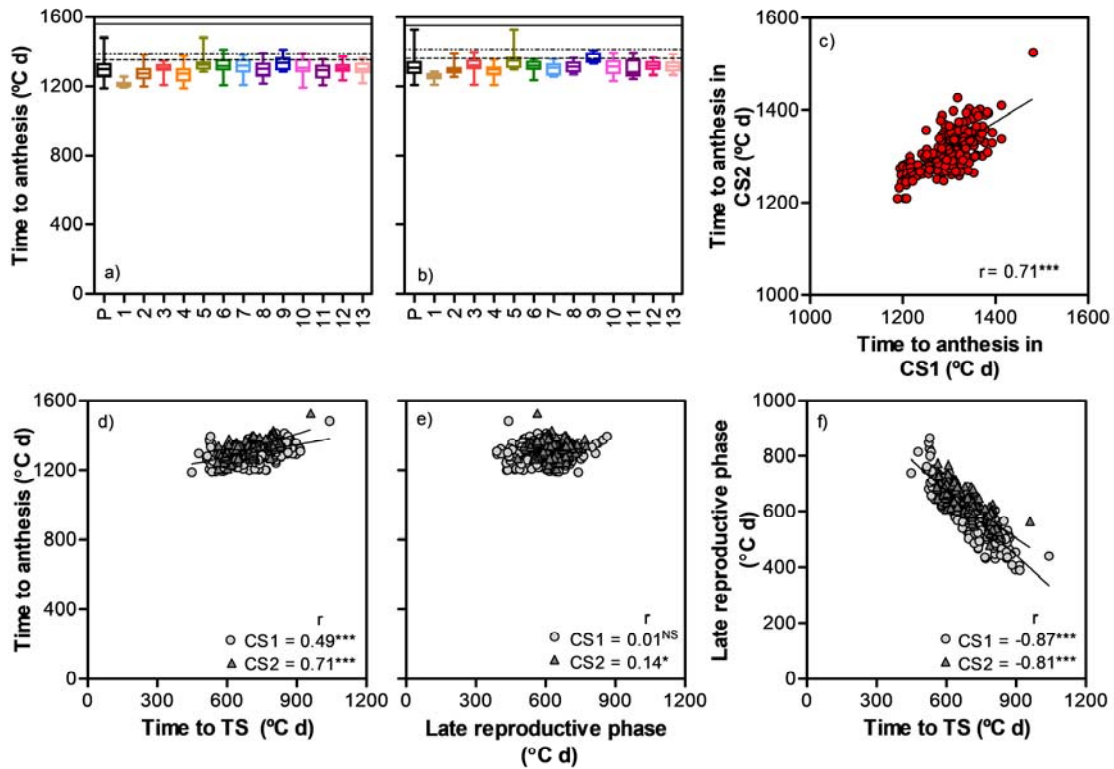 Time to anthesis (ºC d)
1600
1200
800
400
0
a)
P 1 2 3 4 5 6 7 8 9 10 11 12 13
b)
P 1 2 3 4 5 6 7 8 9 10 11 12 13
Time to anthesis in
CS2 (ºC d)
1600
1400
1200
1000
c)
r= 0.71***
1000 1200 1400 1600
Time to anthesis in
CS1 (ºC d)
Time to anthesis (°C d)
1600
1200
800
400
0
d)
r
CS1 = 0.49***
CS2 = 0.71***
0 300 600 900 1200
Time to TS (ºC d)
e)
r
CS1 = 0.01NS
CS2 = 0.14*
0 300 600 900 1200
Late reproductive phase
(°C d)
Late reproductive phase
(°C d)
1000
800
600
400
200
0
f)
r
CS1 = -0.87***
CS2 = -0.81***
0 300 600 900 1200
Time to TS (ºC d)